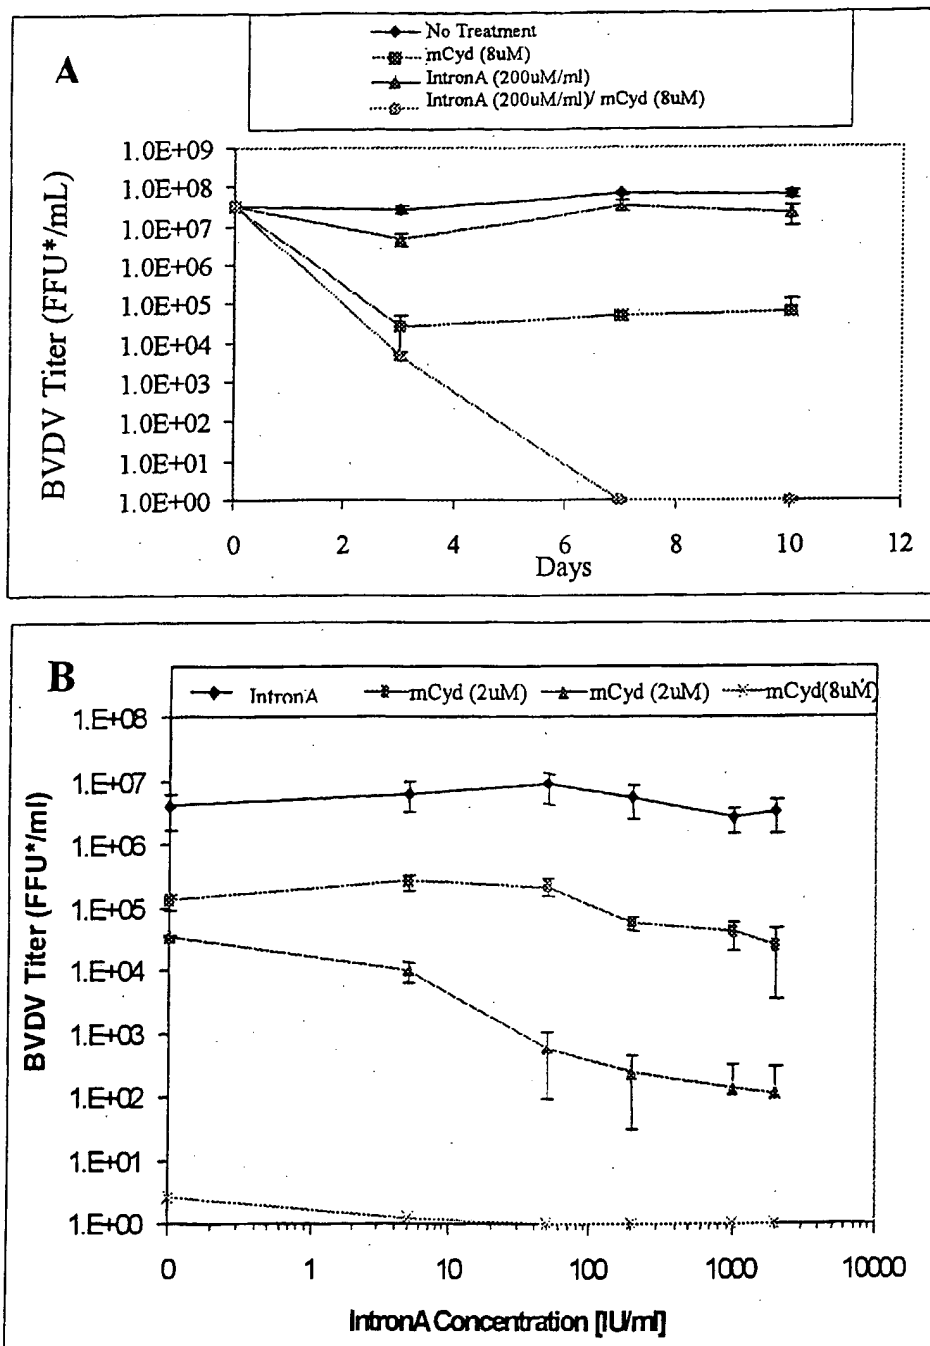 No Treatment
mCyd (8uM)
IntronA (200uM/ml)
IntronA (200uM/ml)/ mCyd (8uM)
A
BVDV Titer (FFU*/mL)
1.0E+09
1.0E+08
1.0E+07
1.0E+06
1.0E+05
1.0E+04
1.0E+03
1.0E+02
1.0E+01
1.0E+00
0 2 4 6 8 10 12
Days
B
IntronA mCyd (2uM) mCyd (2uM) mCyd(8uM)
BVDV Titer (FFU*/ml)
1.E+08
1.E+07
1.E+06
1.E+05
1.E+04
1.E+03
1.E+02
1.E+01
1.E+00
0 1 10 100 1000 10000
IntronA Concentration [IU/ml]